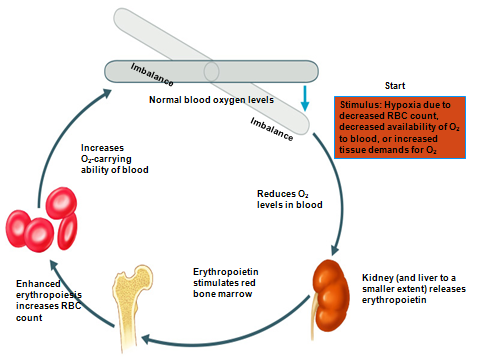 Imbalance
Normal blood oxygen levels
Imbalance
Start
Stimulus: Hypoxia due to
decreased RBC count,
decreased availability of O₂
to blood, or increased
tissue demands for O₂
Reduces O₂
levels in blood
Kidney (and liver to a
smaller extent) releases
erythropoietin
Erythropoietin
stimulates red
bone marrow
Enhanced
erythropoiesis
increases RBC
count
Increases
O₂-carrying
ability of blood